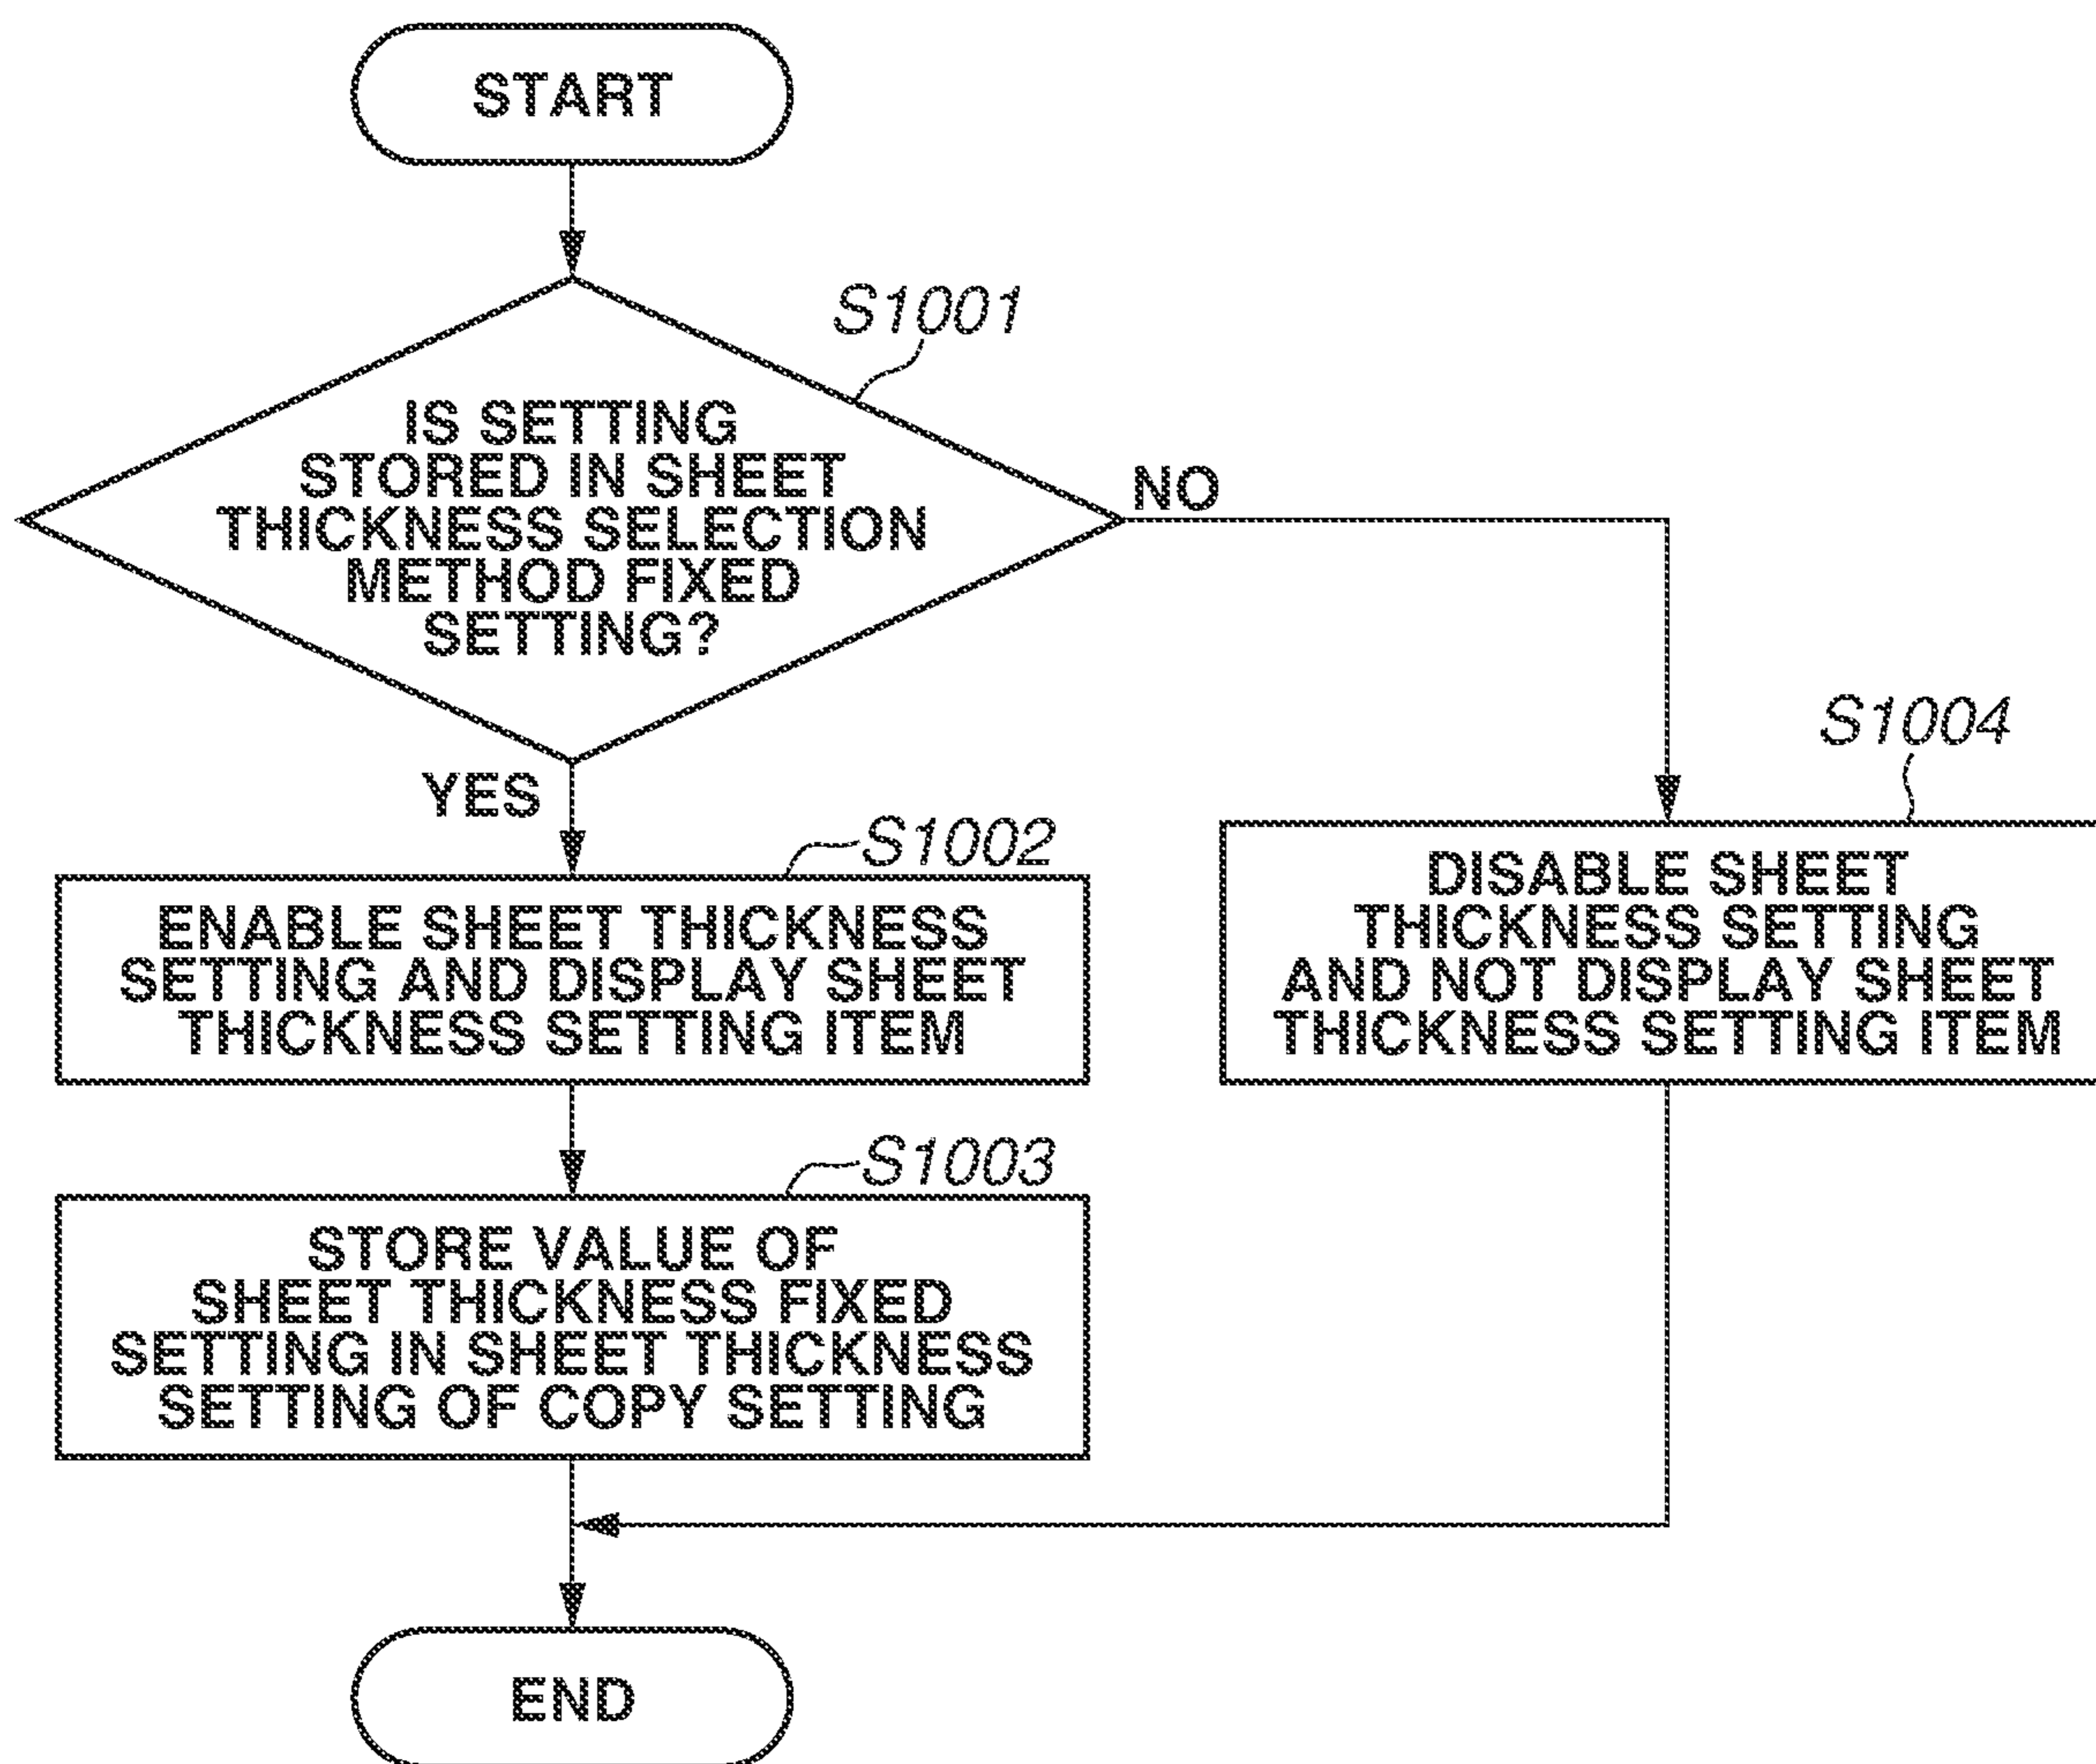 START
S1001
IS SETTING
STORED IN SHEET
THICKNESS SELECTION
METHOD FIXED
SETTING?
NO
YES
S1002
ENABLE SHEET THICKNESS
SETTING AND DISPLAY SHEET
THICKNESS SETTING ITEM
S1004
DISABLE SHEET
THICKNESS SETTING
AND NOT DISPLAY SHEET
THICKNESS SETTING ITEM
S1003
STORE VALUE OF
SHEET THICKNESS FIXED
SETTING IN SHEET THICKNESS
SETTING OF COPY SETTING
END